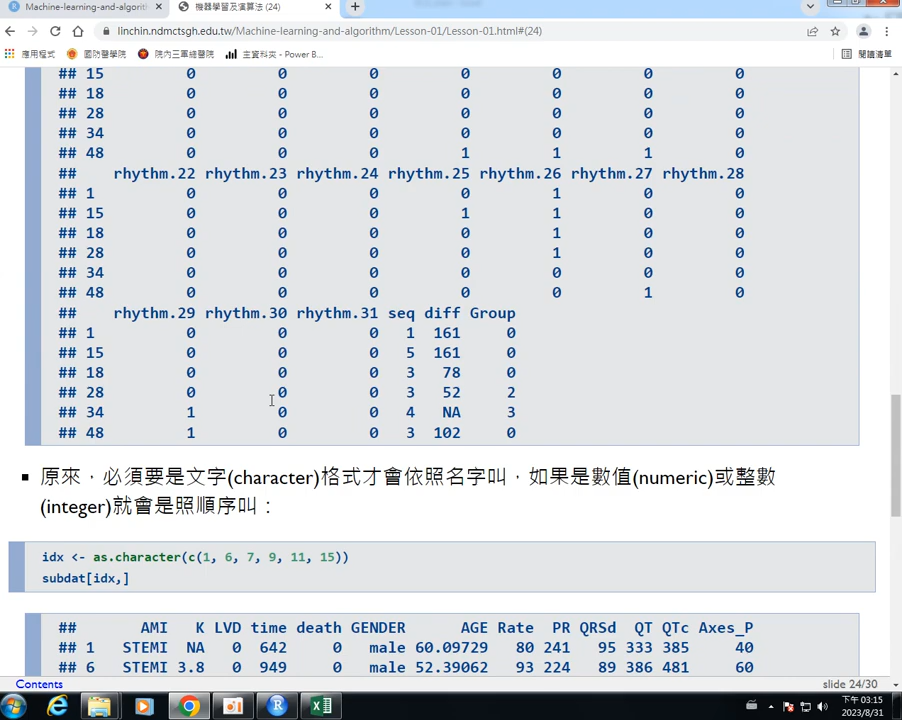 Machine-learning-and-algorith
機器學習及演算法 (24)
linchin.ndmctsgh.edu.tw/Machine-learning-and-algorithm/Lesson-01/Lesson-01.html#(24)
應用程式 國防醫學院 院內三軍總醫院 主資料夾 - Power B... 閱讀清單
## 15 0 0 0 0 0 0 0
## 18 0 0 0 0 0 0 0
## 28 0 0 0 0 0 0 0
## 34 0 0 0 0 0 0 0
## 48 0 0 0 1 1 1 0
## rhythm.22 rhythm.23 rhythm.24 rhythm.25 rhythm.26 rhythm.27 rhythm.28
## 1 0 0 0 0 1 0 0
## 15 0 0 0 1 1 0 0
## 18 0 0 0 0 1 0 0
## 28 0 0 0 0 1 0 0
## 34 0 0 0 0 0 0 0
## 48 0 0 0 0 0 1 0
## rhythm.29 rhythm.30 rhythm.31 seq diff Group
## 1 0 0 0 1 161 0
## 15 0 0 0 5 161 0
## 18 0 0 0 3 78 0
## 28 0 0 0 3 52 2
## 34 1 0 0 4 NA 3
## 48 1 0 0 3 102 0
原來，必須要是文字(character)格式才會依照名字叫，如果是數值(numeric)或整數
(integer)就會是照順序叫：
idx <- as.character(c(1, 6, 7, 9, 11, 15))
subdat[idx,]
## AMI K LVD time death GENDER AGE Rate PR QRSd QT QTc Axes_P
## 1 STEMI NA 0 642 0 male 60.09729 80 241 95 333 385 40
## 6 STEMI 3.8 0 949 0 male 52.39062 93 224 89 386 481 60
Contents slide 24/30
下午 03:15
2023/8/31